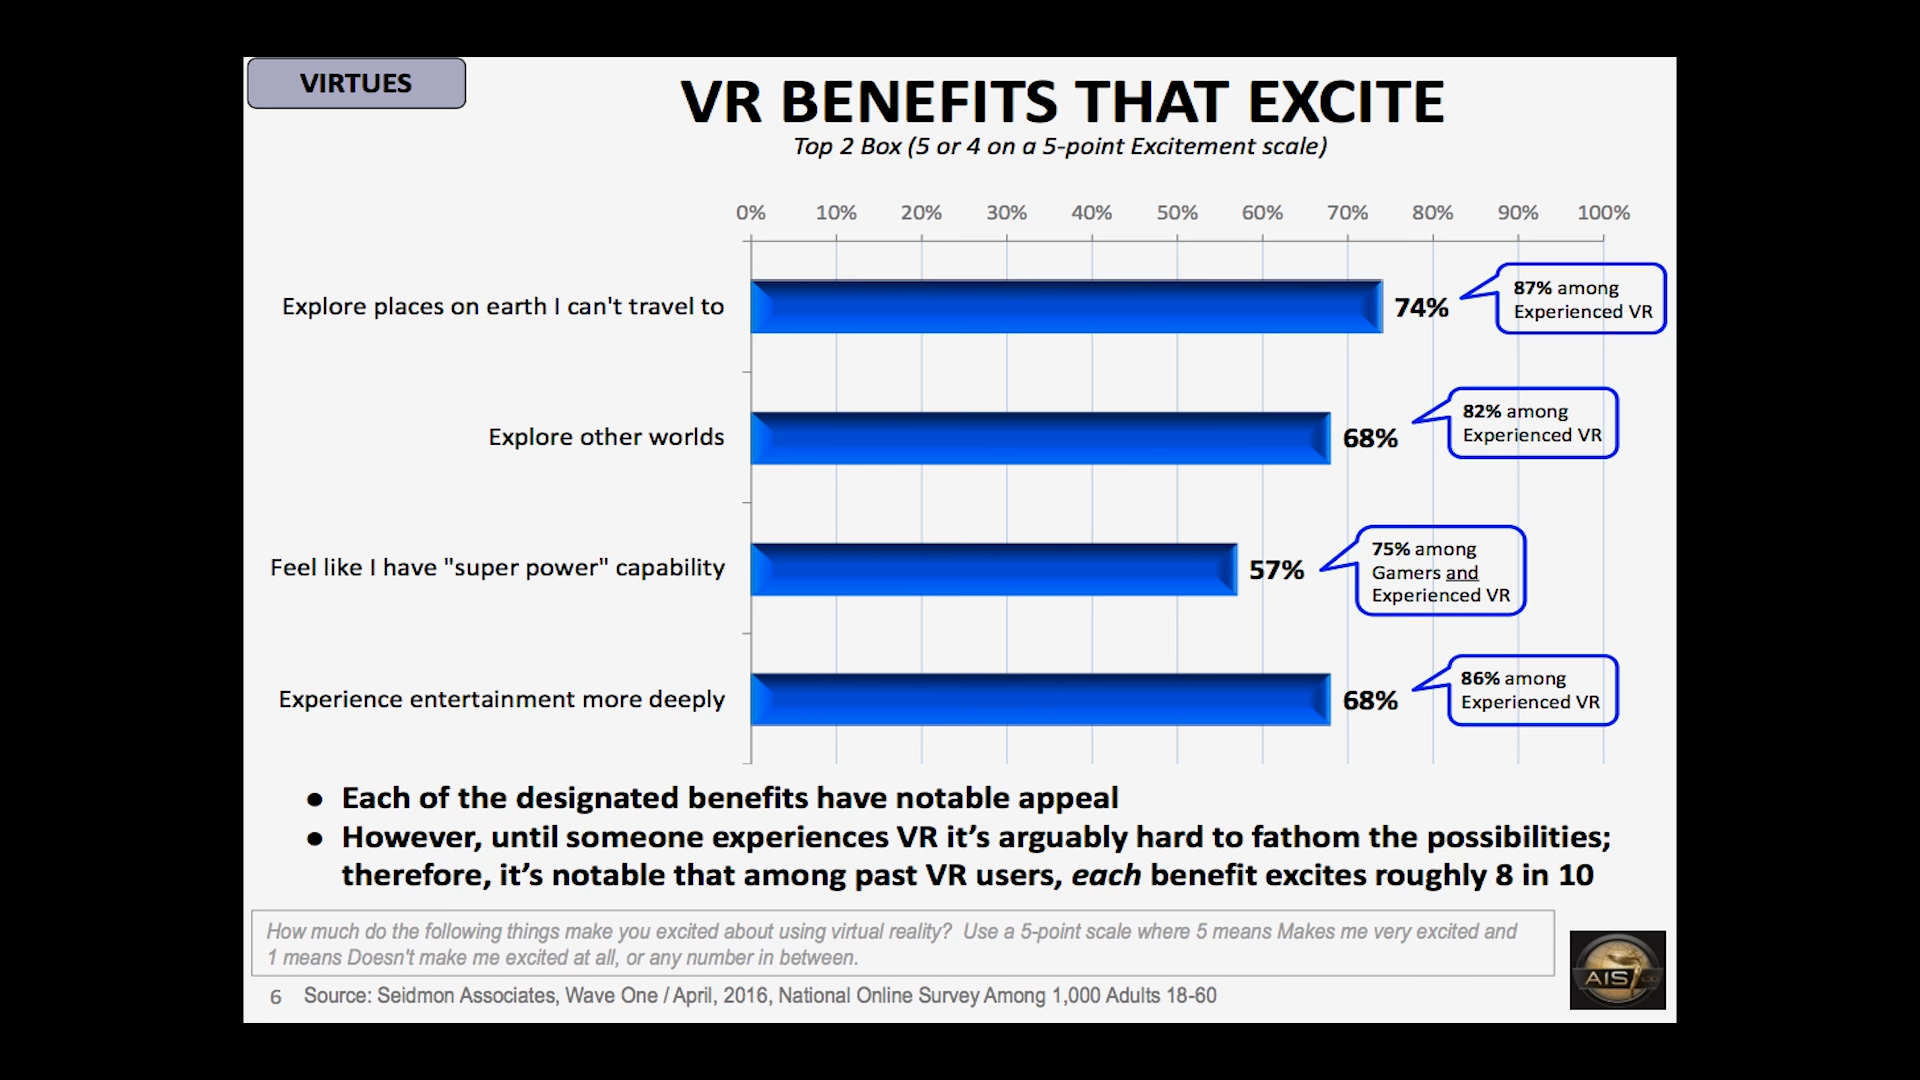 VIRTUES
VR BENEFITS THAT EXCITE
Top 2 Box (5 or 4 on a 5-point Excitement scale)
0% 10% 20% 30% 40% 50% 60% 70% 80% 90% 100%
Explore places on earth I can't travel to
74%
87% among
Experienced VR
Explore other worlds
68%
82% among
Experienced VR
Feel like I have "super power" capability
57%
75% among
Gamers and
Experienced VR
Experience entertainment more deeply
68%
86% among
Experienced VR
● Each of the designated benefits have notable appeal
● However, until someone experiences VR it’s arguably hard to fathom the possibilities;
therefore, it’s notable that among past VR users, each benefit excites roughly 8 in 10
How much do the following things make you excited about using virtual reality?  Use a 5-point scale where 5 means Makes me very excited and
1 means Doesn't make me excited at all, or any number in between.
6 Source: Seidmon Associates, Wave One / April, 2016, National Online Survey Among 1,000 Adults 18-60
AIS